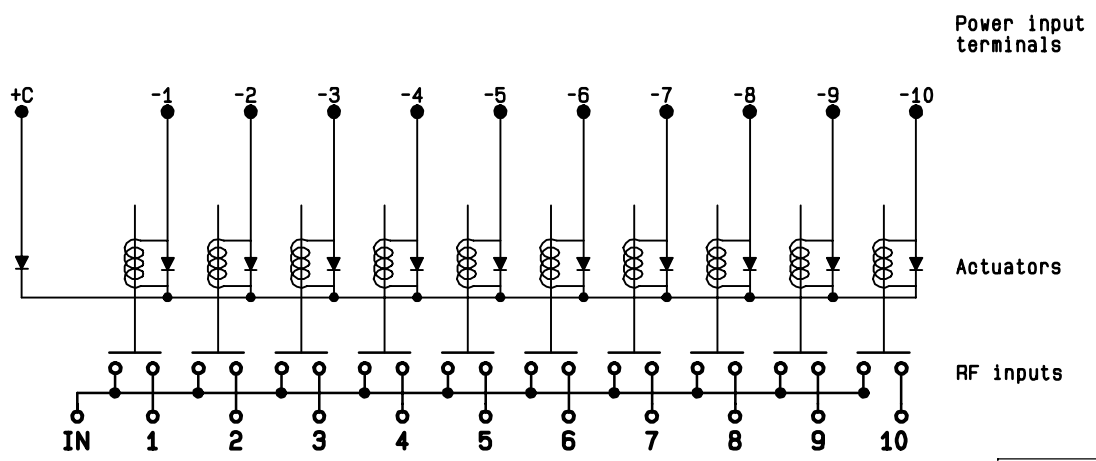 Power input
terminals
+C -1 -2 -3 -4 -5 -6 -7 -8 -9 -10
Actuators
RF inputs
IN 1 2 3 4 5 6 7 8 9 10